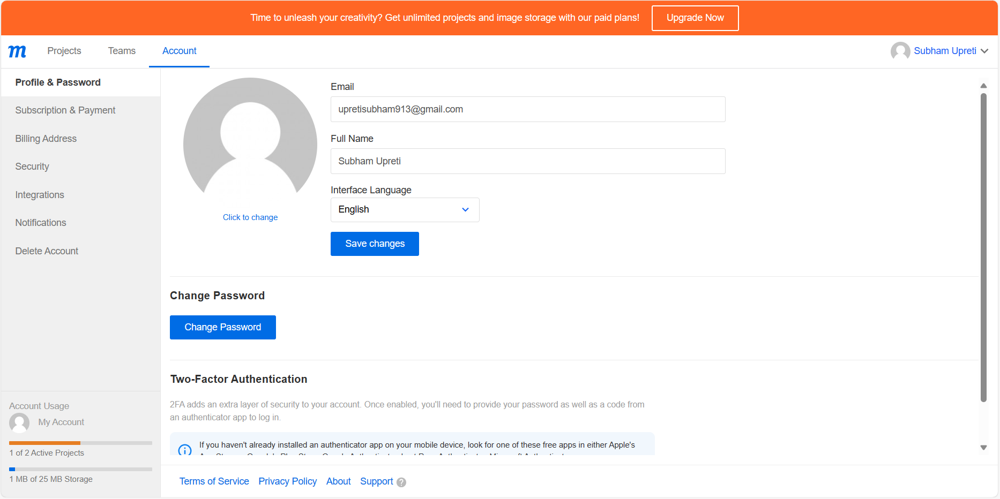 Time to unleash your creativity? Get unlimited projects and image storage with our paid plans!
Upgrade Now
m
Projects
Teams
Account
Subham Upreti
Profile & Password
Subscription & Payment
Billing Address
Security
Integrations
Notifications
Delete Account
Account Usage
My Account
1 of 2 Active Projects
1 MB of 25 MB Storage
Click to change
Email
upretisubham913@gmail.com
Full Name
Subham Upreti
Interface Language
English
Save changes
Change Password
Change Password
Two-Factor Authentication
2FA adds an extra layer of security to your account. Once enabled, you'll need to provide your password as well as a code from
an authenticator app to log in.
If you haven't already installed an authenticator app on your mobile device, look for one of these free apps in either Apple's
Terms of Service
Privacy Policy
About
Support ?